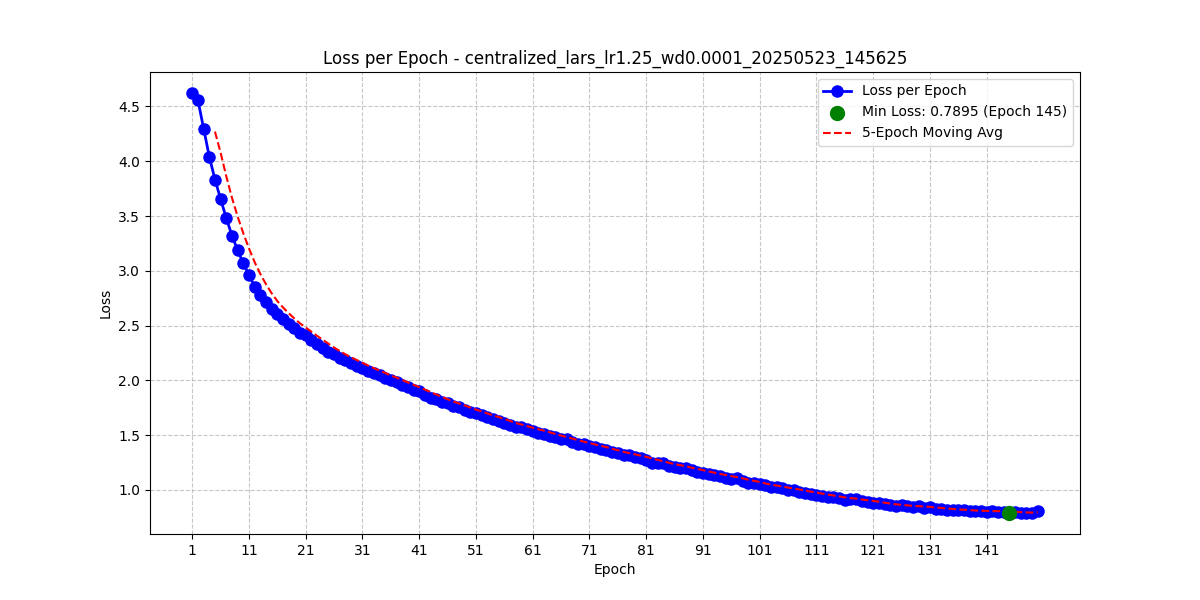 Loss per Epoch - centralized_lars_lr1.25_wd0.0001_20250523_145625
Loss per Epoch
Min Loss: 0.7895 (Epoch 145)
5-Epoch Moving Avg
Loss
4.5
4.0
3.5
3.0
2.5
2.0
1.5
1.0
1 11 21 31 41 51 61 71 81 91 101 111 121 131 141
Epoch